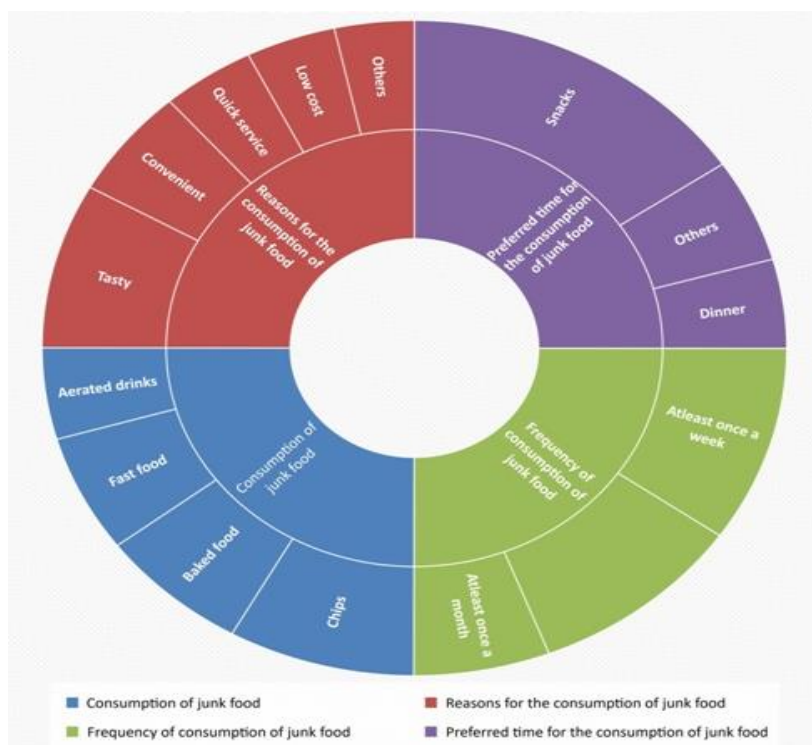 Others
Low cost
Quick service
Convenient
Tasty
Reasons for the
consumption of
junk food
Snacks
Others
Dinner
Preferred time for
the consumption
of junk food
Aerated drinks
Fast food
Baked food
Chips
Consumption of
junk food
Atleast once a
week
Atleast once a
month
Frequency of
consumption of
junk food
Consumption of junk food
Reasons for the consumption of junk food
Frequency of consumption of junk food
Preferred time for the consumption of junk food